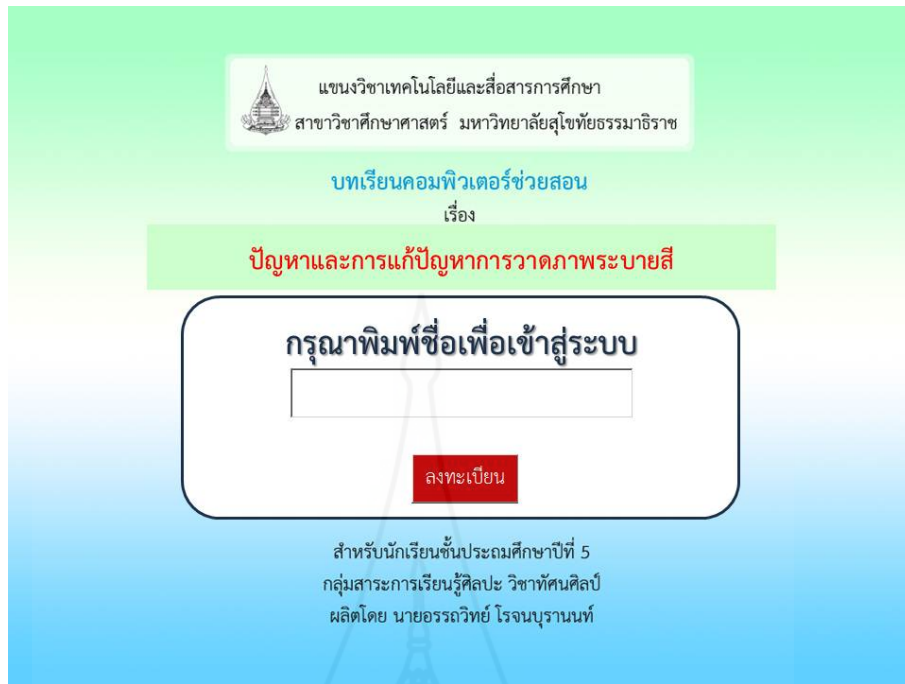 แขนงวิชาเทคโนโลยีและสื่อสารการศึกษา
สาขาวิชาศึกษาศาสตร์ มหาวิทยาลัยสุโขทัยธรรมาธิราช
บทเรียนคอมพิวเตอร์ช่วยสอน
เรื่อง
ปัญหาและการแก้ปัญหาการวาดภาพระบายสี
กรุณาพิมพ์ชื่อเพื่อเข้าสู่ระบบ
ลงทะเบียน
สำหรับนักเรียนชั้นประถมศึกษาปีที่ 5
กลุ่มสาระการเรียนรู้ศิลปะ วิชาทัศนศิลป์
ผลิตโดย นายอรรถวิทย์ โรจนบุรานนท์